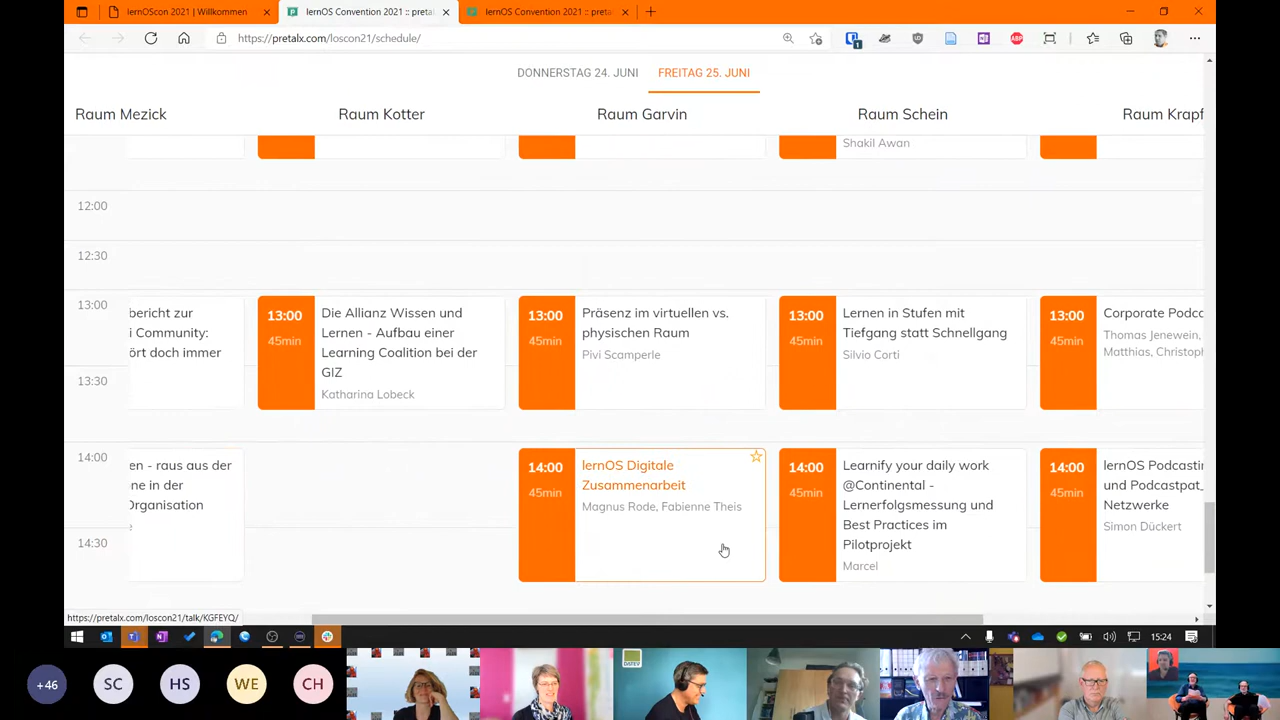 lernOScon 2021 | Willkommen
lernOS Convention 2021 :: preta
lernOS Convention 2021 :: preta
https://pretalx.com/loscon21/schedule/
1
ABP
DONNERSTAG 24. JUNI
FREITAG 25. JUNI
Raum Mezick
Raum Kotter
Raum Garvin
Raum Schein
Raum Krapf
Shakil Awan
12:00
12:30
13:00
13:30
14:00
14:30
bericht zur
i Community:
ört doch immer
13:00
45min
Die Allianz Wissen und
Lernen - Aufbau einer
Learning Coalition bei der
GIZ
Katharina Lobeck
13:00
45min
Präsenz im virtuellen vs.
physischen Raum
Pivi Scamperle
13:00
45min
Lernen in Stufen mit
Tiefgang statt Schnellgang
Silvio Corti
13:00
45min
Corporate Podca
Thomas Jenewein,
Matthias, Christoph
en - raus aus der
ne in der
Organisation
14:00
45min
lernOS Digitale
Zusammenarbeit
Magnus Rode, Fabienne Theis
14:00
45min
Learnify your daily work
@Continental -
Lernerfolgsmessung und
Best Practices im
Pilotprojekt
Marcel
14:00
45min
lernOS Podcastin
und Podcastpat_
Netzwerke
Simon Dückert
https://pretalx.com/loscon21/talk/KGFEYQ/
15:24
+46
SC
HS
WE
CH
DATEV